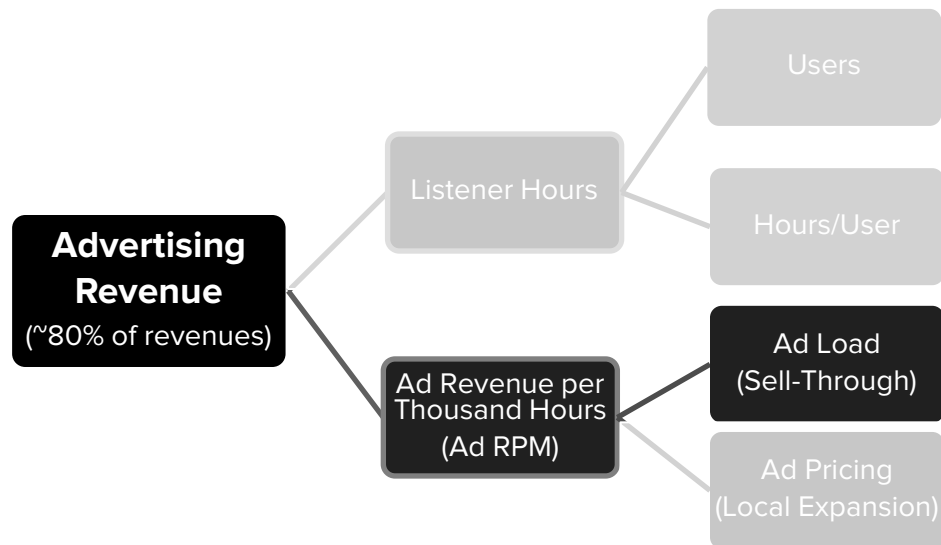 Users
Listener Hours
Hours/User
Advertising
Revenue
(~80% of revenues)
Ad Revenue per
Thousand Hours
(Ad RPM)
Ad Load
(Sell-Through)
Ad Pricing
(Local Expansion)